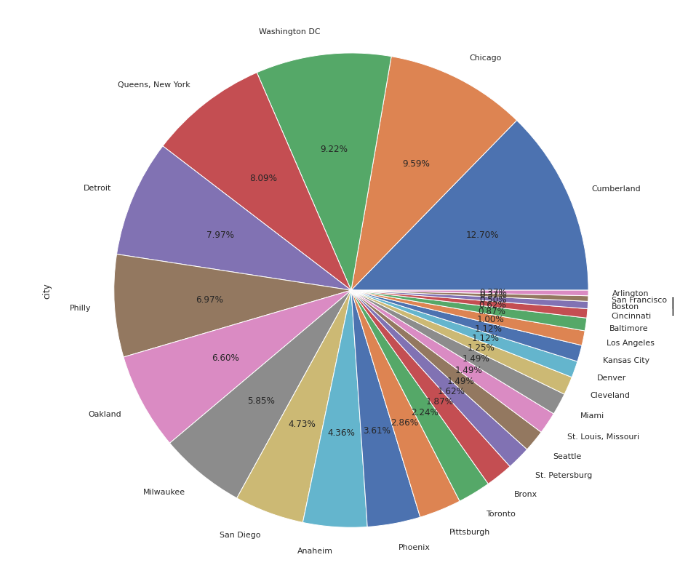 Washington DC
Chicago
Queens, New York
Cumberland
Detroit
Philly
Oakland
Milwaukee
San Diego
Anaheim
Phoenix
Pittsburgh
Toronto
Bronx
St. Petersburg
Seattle
St. Louis, Missouri
Miami
Cleveland
Denver
Kansas City
Los Angeles
Baltimore
Cincinnati
Boston
San Francisco
Arlington
city
12.70%
9.59%
9.22%
8.09%
7.97%
6.97%
6.60%
5.85%
4.73%
4.36%
3.61%
2.86%
2.24%
1.87%
1.62%
1.49%
1.49%
1.49%
1.25%
1.12%
1.12%
1.00%
0.87%
0.62%
0.37%